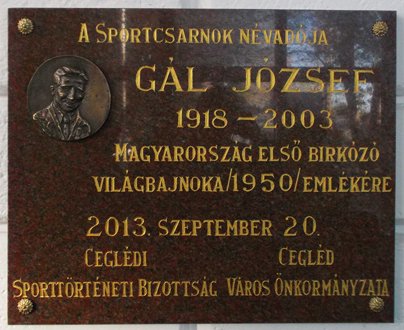 A SPORTCSARNOK NÉVADÓJA
GÁL JÓZSEF
1918 – 2003
MAGYARORSZÁG ELSŐ BIRKÓZÓ
VILÁGBAJNOKA/1950/EMLÉKÉRE
2013. SZEPTEMBER 20.
CEGLÉDI CEGLÉD
SPORTTÖRTÉNETI BIZOTTSÁG VÁROS ÖNKORMÁNYZATA